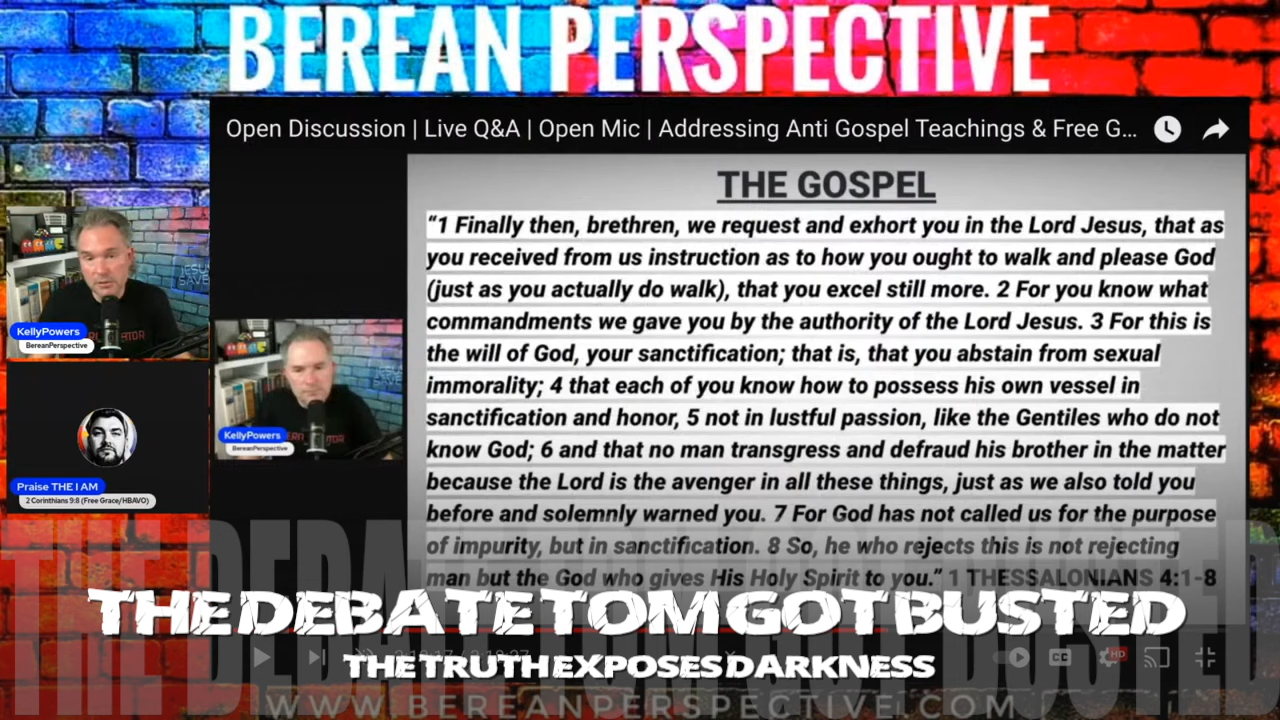 BEREAN PERSPECTIVE
Open Discussion | Live Q&A | Open Mic | Addressing Anti Gospel Teachings & Free G...
THE GOSPEL
“1 Finally then, brethren, we request and exhort you in the Lord Jesus, that as
you received from us instruction as to how you ought to walk and please God
(just as you actually do walk), that you excel still more. 2 For you know what
commandments we gave you by the authority of the Lord Jesus. 3 For this is
the will of God, your sanctification; that is, that you abstain from sexual
immorality; 4 that each of you know how to possess his own vessel in
sanctification and honor, 5 not in lustful passion, like the Gentiles who do not
know God; 6 and that no man transgress and defraud his brother in the matter
because the Lord is the avenger in all these things, just as we also told you
before and solemnly warned you. 7 For God has not called us for the purpose
of impurity, but in sanctification. 8 So, he who rejects this is not rejecting
man but the God who gives His Holy Spirit to you.” 1 THESSALONIANS 4:1-8
JESUS
SAVES
KellyPowers
BereanPerspective
KellyPowers
BereanPerspective
Praise THE I AM
2 Corinthians 9:8 (Free Grace/HBAVO)
THE DEBATE TOM GOT BUSTED
THE TRUTH EXPOSES DARKNESS
CC
HD
WWW.BEREANPERSPECTIVE.COM